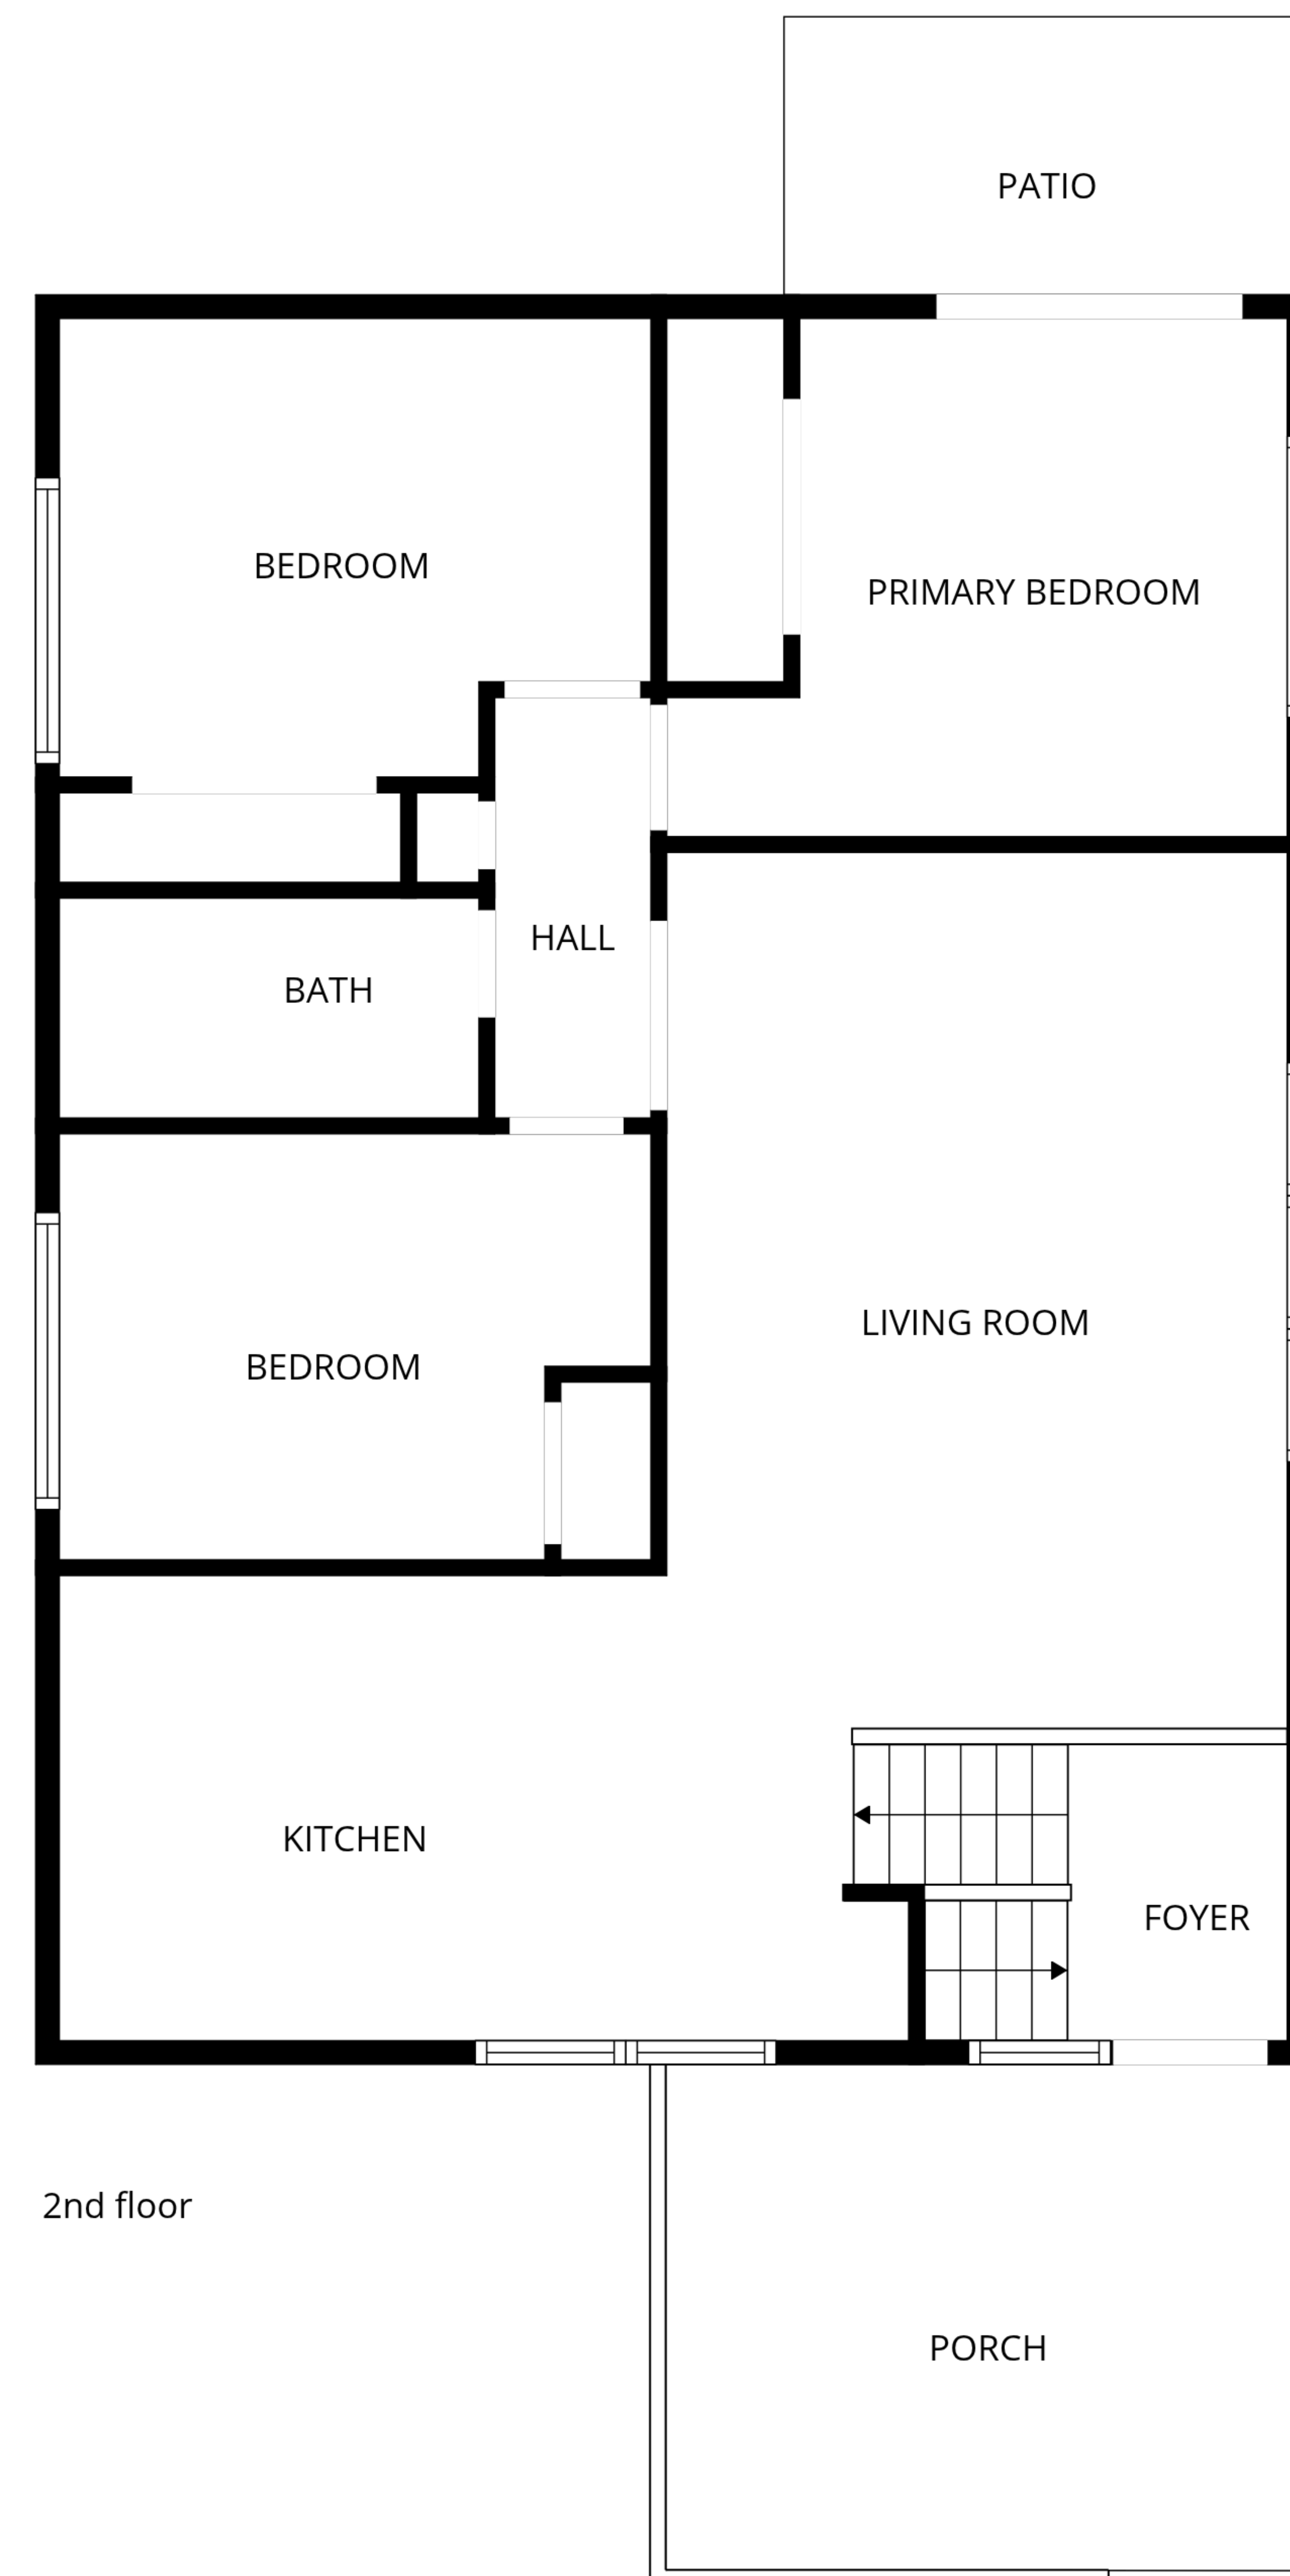 PATIO
BEDROOM
PRIMARY BEDROOM
HALL
BATH
LIVING ROOM
BEDROOM
KITCHEN
FOYER
2nd floor
PORCH